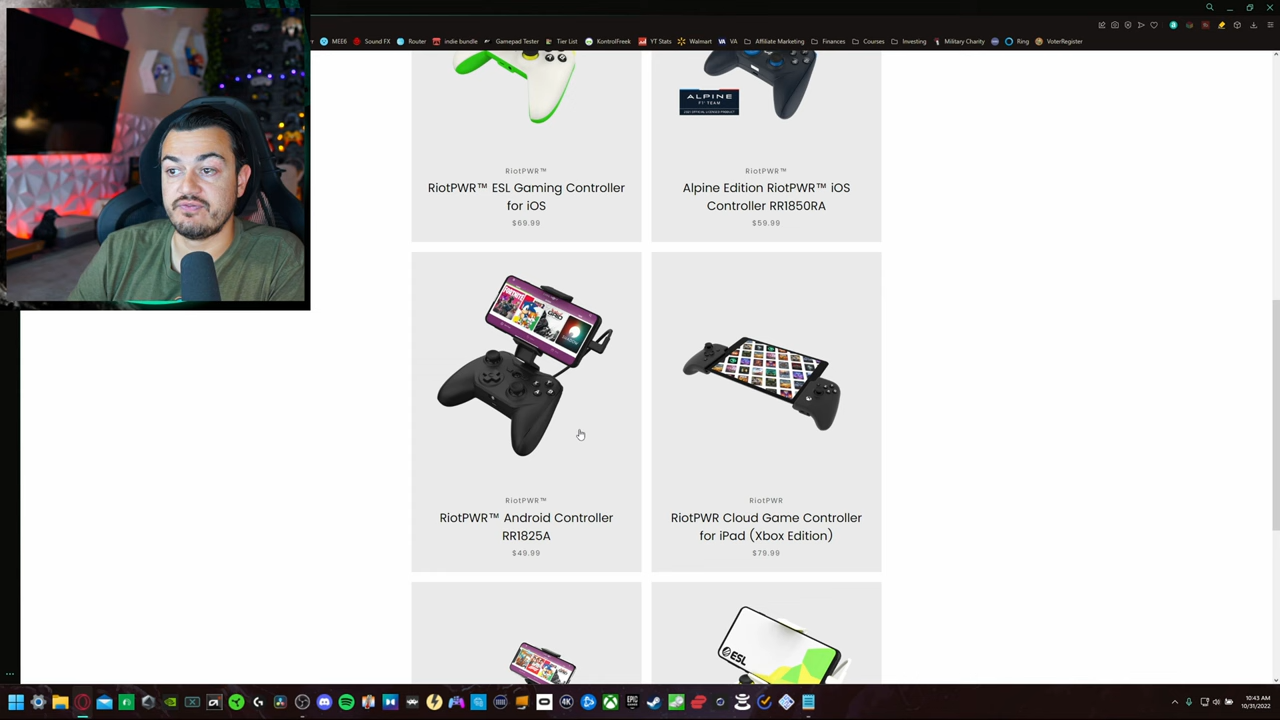 MEE6 Sound FX Router indie bundle Gamepad Tester Tier List KontrolFreek YT Stats Walmart VA Affiliate Marketing Finances Courses Investing Military Charity Ring VoterRegister
ALPINE
F1® TEAM
RiotPWR™
RiotPWR™ ESL Gaming Controller
for iOS
$69.99
RiotPWR™
Alpine Edition RiotPWR™ iOS
Controller RR1850RA
$59.99
FORTNITE
RiotPWR™
RiotPWR™ Android Controller
RR1825A
$49.99
RiotPWR
RiotPWR Cloud Game Controller
for iPad (Xbox Edition)
$79.99
ESL
10:43 AM
10/31/2022